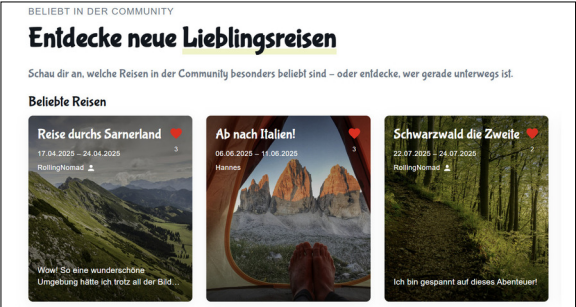 BELIEBT IN DER COMMUNITY
Entdecke neue Lieblingsreisen
Schau dir an, welche Reisen in der Community besonders beliebt sind – oder entdecke, wer gerade unterwegs ist.
Beliebte Reisen
Reise durchs Sarnerland
3
17.04.2025 – 24.04.2025
RollingNomad
Wow! So eine wunderschöne
Umgebung hätte ich trotz all der Bild...
Ab nach Italien!
3
06.06.2025 – 11.06.2025
Hannes
Schwarzwald die Zweite
2
22.07.2025 – 24.07.2025
RollingNomad
Ich bin gespannt auf dieses Abenteuer!